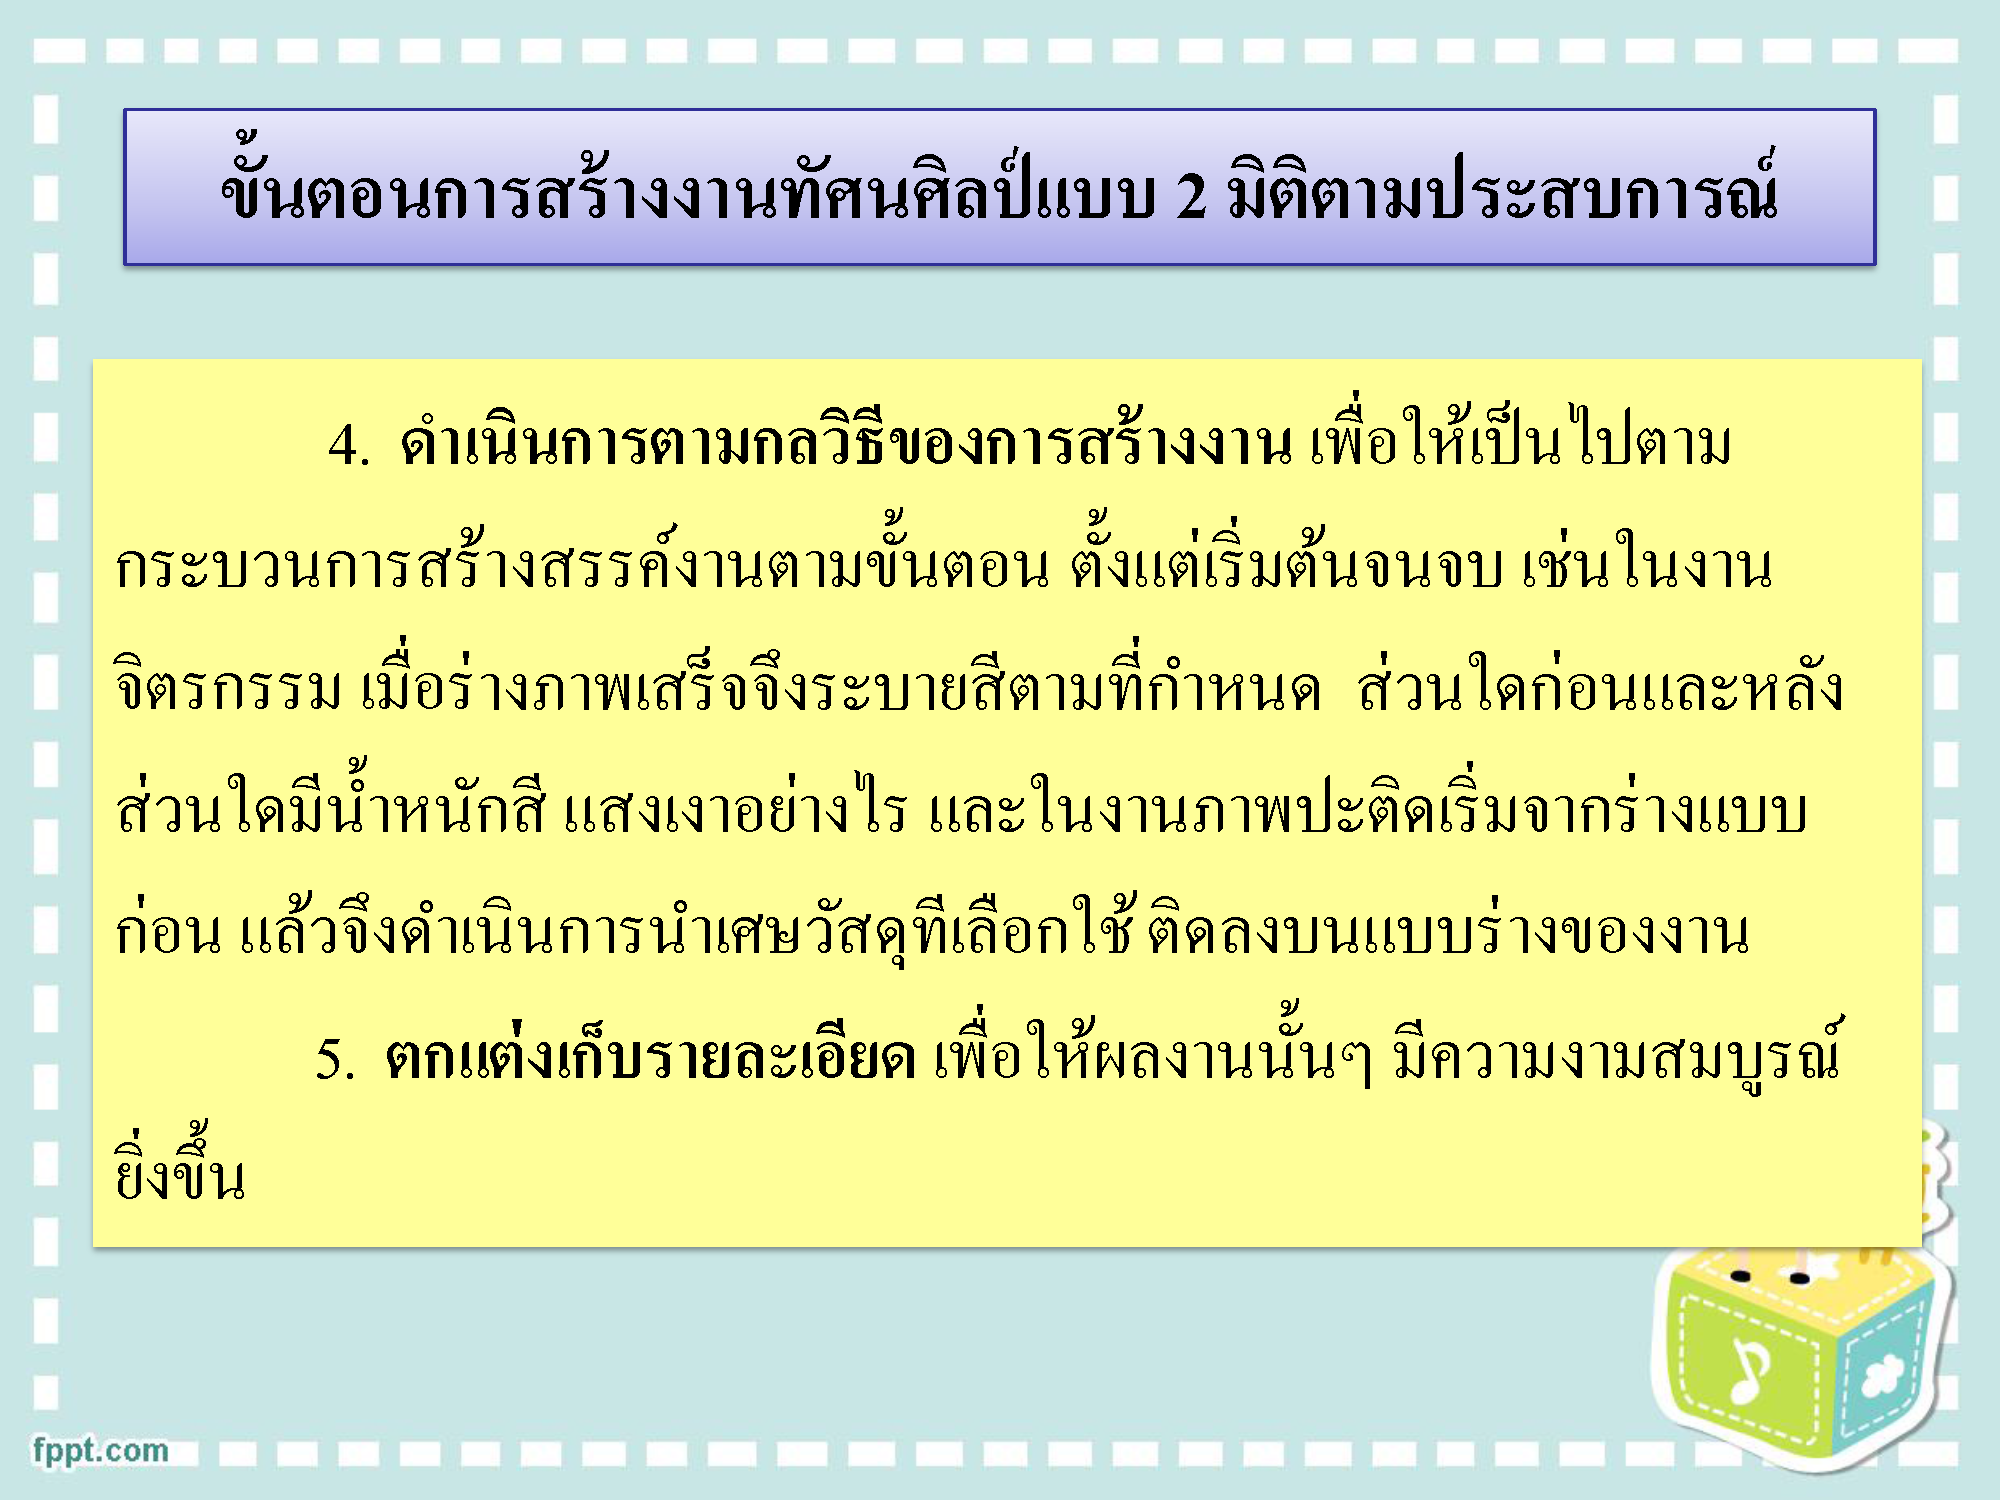 ขั้นตอนการสร้างงานทัศนศิลป์แบบ 2 มิติตามประสบการณ์
4. ดำเนินการตามกลวิธีของการสร้างงาน เพื่อให้เป็นไปตาม
กระบวนการสร้างสรรค์งานตามขั้นตอน ตั้งแต่เริ่มต้นจนจบ เช่นในงาน
จิตรกรรม เมื่อร่างภาพเสร็จจึงระบายสีตามที่กำหนด ส่วนใดก่อนและหลัง
ส่วนใดมีน้ำหนักสี แสงเงาอย่างไร และในงานภาพปะติดเริ่มจากร่างแบบ
ก่อน แล้วจึงดำเนินการนำเศษวัสดุทีเลือกใช้ ติดลงบนแบบร่างของงาน
5. ตกแต่งเก็บรายละเอียด เพื่อให้ผลงานนั้นๆ มีความงามสมบูรณ์
ยิ่งขึ้น
fppt.com